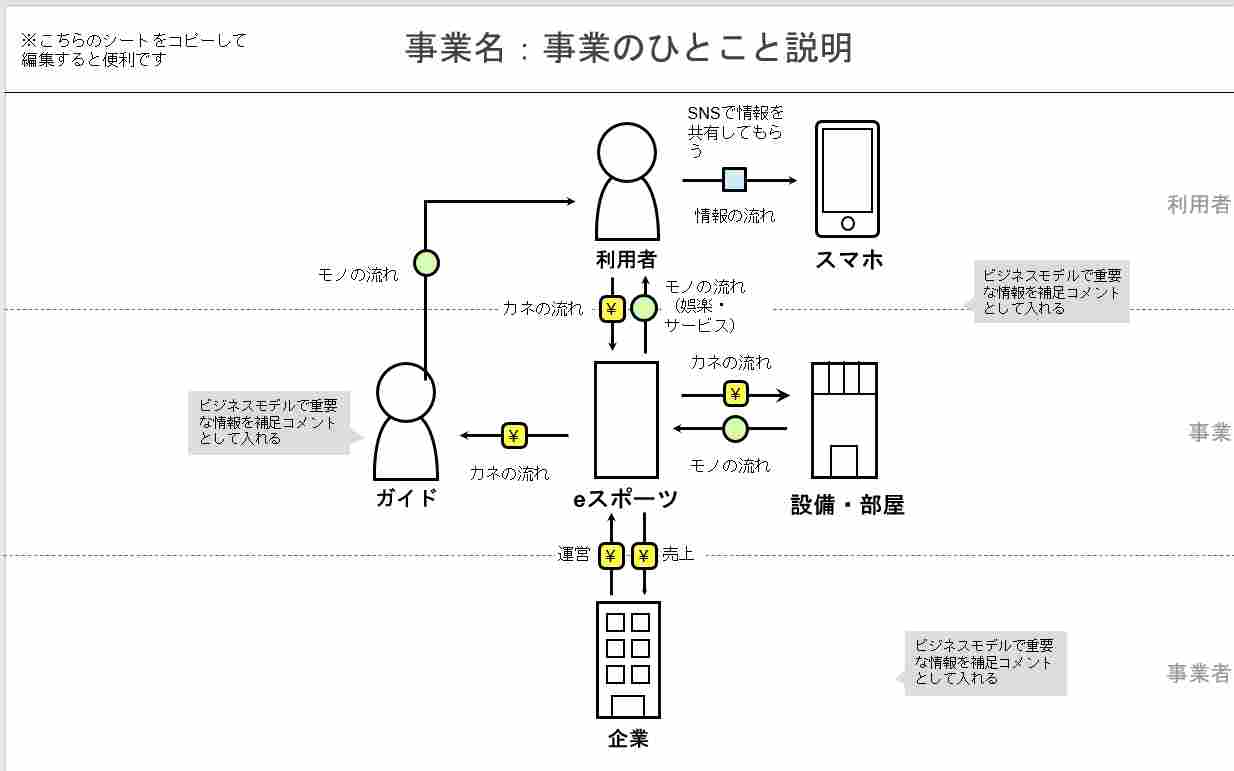 ※こちらのシートをコピーして
編集すると便利です
事業名：事業のひとこと説明
SNSで情報を
共有してもら
う
情報の流れ
利用者
利用者
スマホ
モノの流れ
カネの流れ
¥
モノの流れ
（娯楽・
サービス）
ビジネスモデルで重要
な情報を補足コメント
として入れる
カネの流れ
¥
モノの流れ
ビジネスモデルで重要
な情報を補足コメント
として入れる
¥
カネの流れ
事業
ガイド
eスポーツ
設備・部屋
運営
¥
¥
売上
ビジネスモデルで重要
な情報を補足コメント
として入れる
事業者
企業